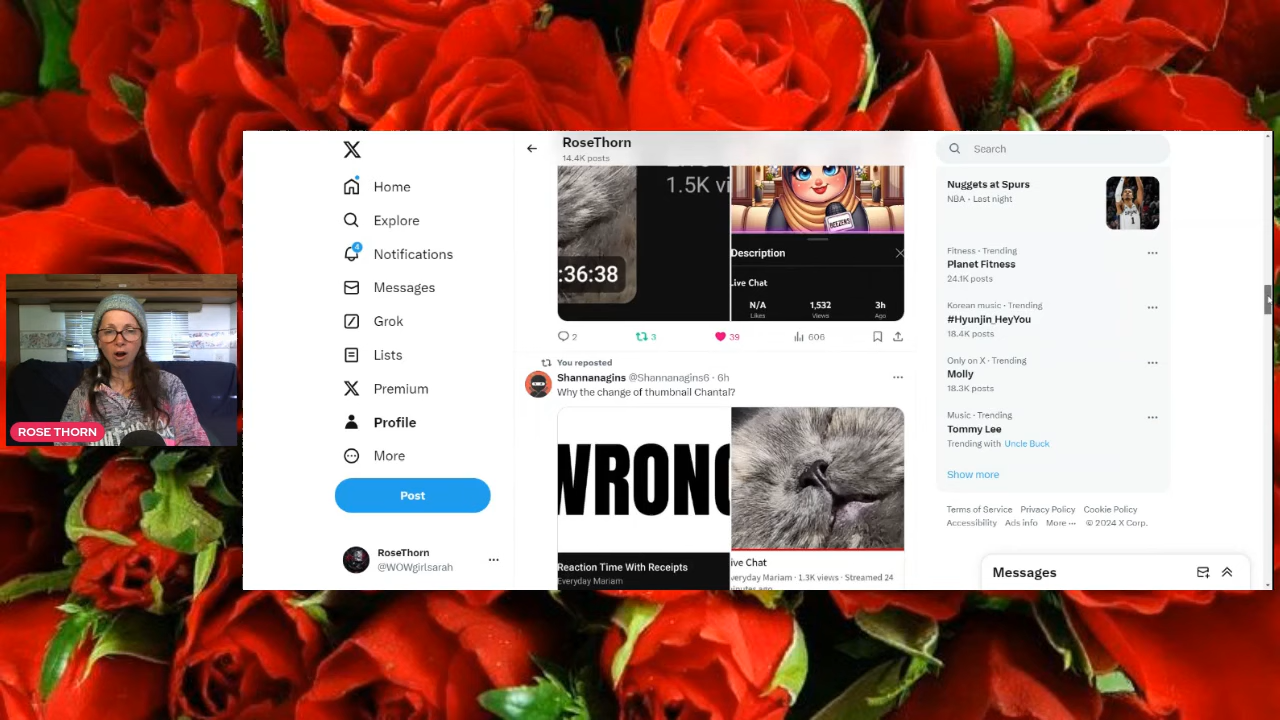 RoseThorn
14.4K posts
Home
Explore
4
Notifications
Messages
Grok
Lists
Premium
Profile
More
Post
RoseThorn
@WOWgirlsarah
ROSE THORN
1.5K vi
:36:38
Description
Live Chat
N/A 1,532 3h
Likes Views Ago
2 3 39 606
You reposted
Shannanagins @Shannanagins6 · 6h
Why the change of thumbnail Chantal?
WRONG
Reaction Time With Receipts
Everyday Mariam
ive Chat
veryday Mariam · 1.3K views · Streamed 24
inutes ago
Search
Nuggets at Spurs
NBA · Last night
Fitness · Trending
Planet Fitness
24.1K posts
Korean music · Trending
#Hyunjin_HeyYou
18.4K posts
Only on X · Trending
Molly
18.3K posts
Music · Trending
Tommy Lee
Trending with Uncle Buck
Show more
Terms of Service Privacy Policy Cookie Policy
Accessibility Ads info More ··· © 2024 X Corp.
Messages